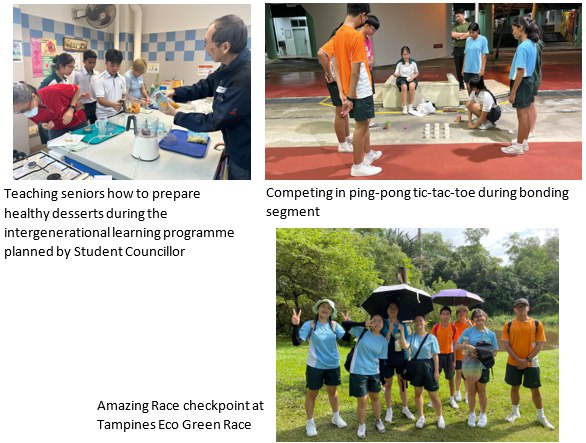 Teaching seniors how to prepare
healthy desserts during the
intergenerational learning programme
planned by Student Councillor
Competing in ping-pong tic-tac-toe during bonding
segment
Amazing Race checkpoint at
Tampines Eco Green Race